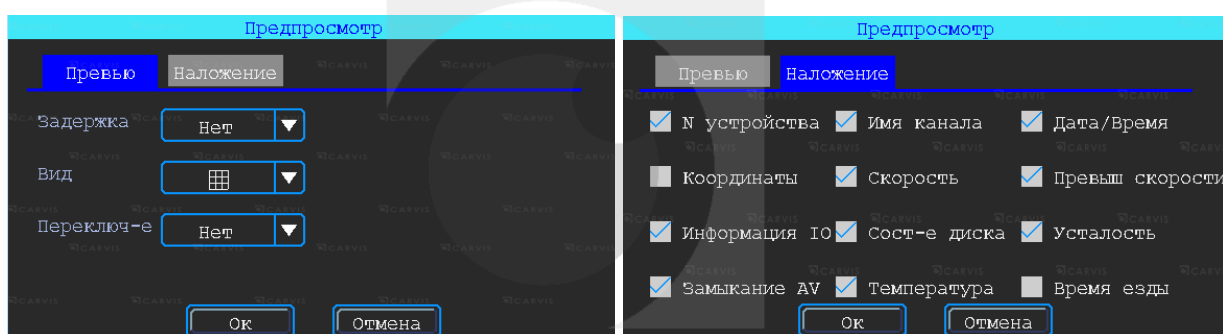 Предпросмотр
Превью Наложение
Задержка Нет
Вид
Переключ-е Нет
Ок Отмена
Предпросмотр
Превью Наложение
N устройства Имя канала Дата/Время
Координаты Скорость Превыш скорости
Информация IO Сост-е диска Усталость
Замыкание AV Температура Время езды
Ок Отмена
CARVIS